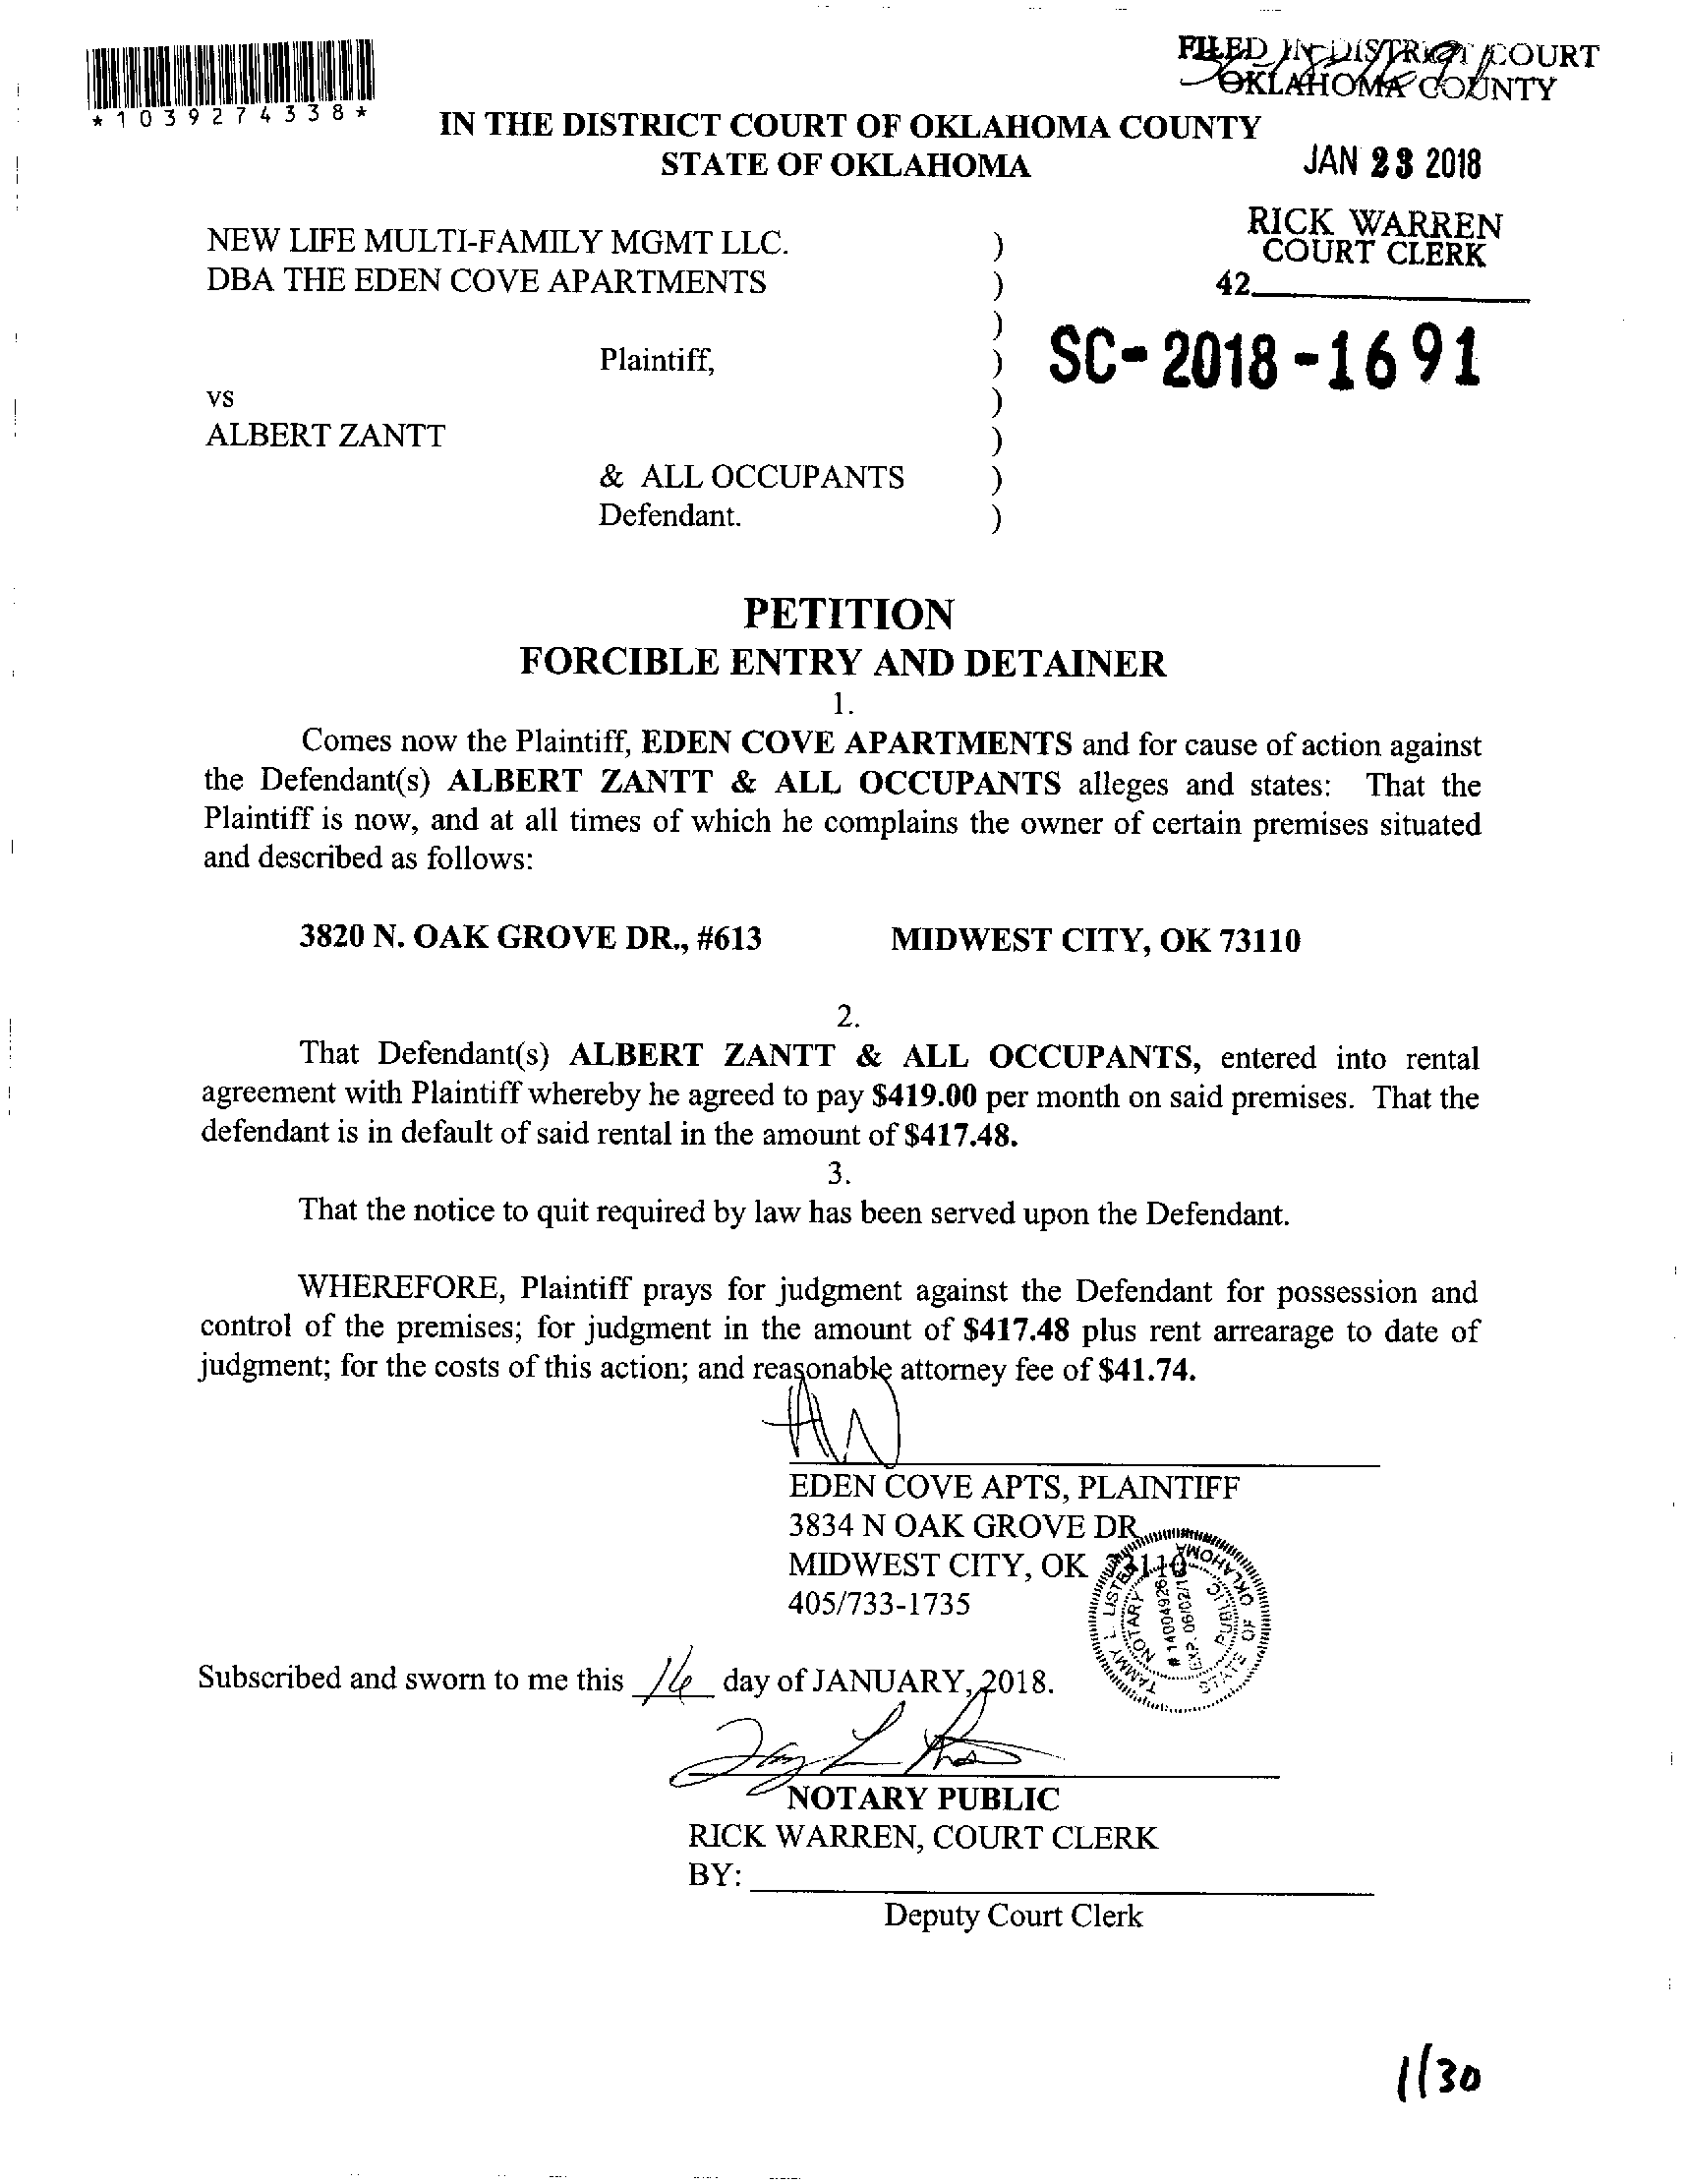 FILED IN DISTRICT COURT
OKLAHOMA COUNTY
*1039274338*
IN THE DISTRICT COURT OF OKLAHOMA COUNTY
STATE OF OKLAHOMA
JAN 23 2018
RICK WARREN
COURT CLERK
42
NEW LIFE MULTI-FAMILY MGMT LLC. )
DBA THE EDEN COVE APARTMENTS )
)
Plaintiff, )
SC-2018-1691
vs )
ALBERT ZANTT )
& ALL OCCUPANTS )
Defendant. )
PETITION
FORCIBLE ENTRY AND DETAINER
1.
Comes now the Plaintiff, EDEN COVE APARTMENTS and for cause of action against
the Defendant(s) ALBERT ZANTT & ALL OCCUPANTS alleges and states: That the
Plaintiff is now, and at all times of which he complains the owner of certain premises situated
and described as follows:
3820 N. OAK GROVE DR., #613 MIDWEST CITY, OK 73110
2.
That Defendant(s) ALBERT ZANTT & ALL OCCUPANTS, entered into rental
agreement with Plaintiff whereby he agreed to pay $419.00 per month on said premises. That the
defendant is in default of said rental in the amount of $417.48.
3.
That the notice to quit required by law has been served upon the Defendant.
WHEREFORE, Plaintiff prays for judgment against the Defendant for possession and
control of the premises; for judgment in the amount of $417.48 plus rent arrearage to date of
judgment; for the costs of this action; and reasonable attorney fee of $41.74.
EDEN COVE APTS, PLAINTIFF
3834 N OAK GROVE DR
MIDWEST CITY, OK 73110
405/733-1735
TAMMY L. LISTER
NOTARY PUBLIC
STATE OF OKLAHOMA
# 14004926
EXP. 06/02/18
Subscribed and sworn to me this 16 day of JANUARY, 2018.
NOTARY PUBLIC
RICK WARREN, COURT CLERK
BY:
Deputy Court Clerk
1/30